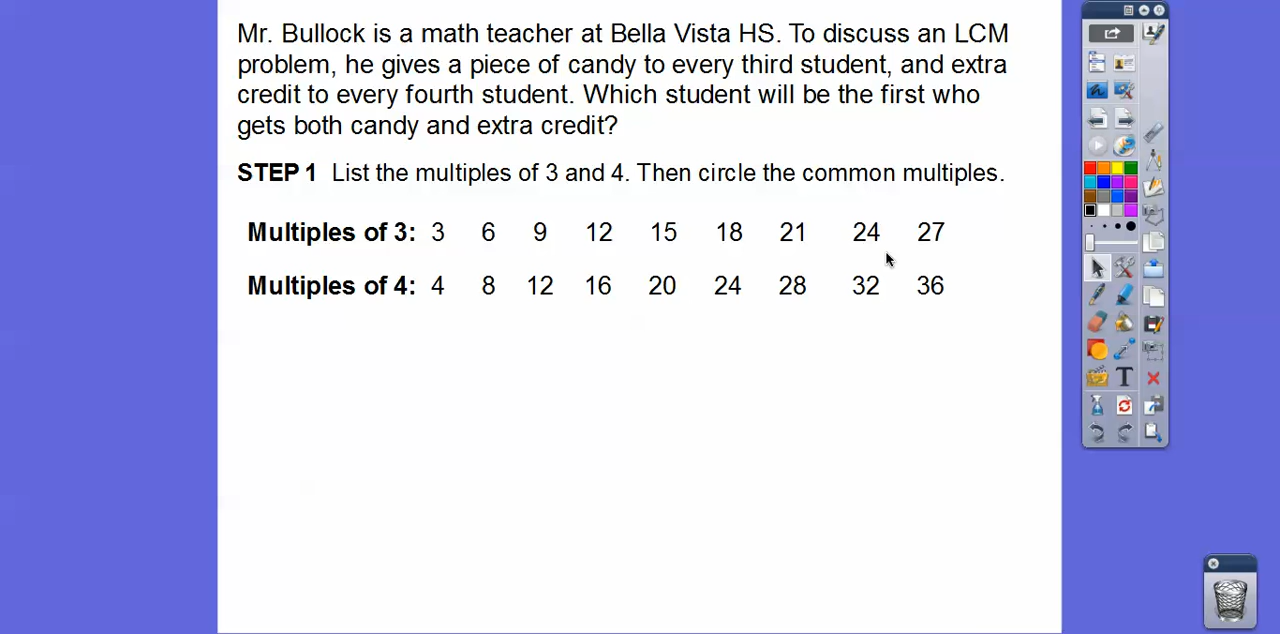 Mr. Bullock is a math teacher at Bella Vista HS. To discuss an LCM
problem, he gives a piece of candy to every third student, and extra
credit to every fourth student. Which student will be the first who
gets both candy and extra credit?
STEP 1 List the multiples of 3 and 4. Then circle the common multiples.
Multiples of 3: 3 6 9 12 15 18 21 24 27
Multiples of 4: 4 8 12 16 20 24 28 32 36